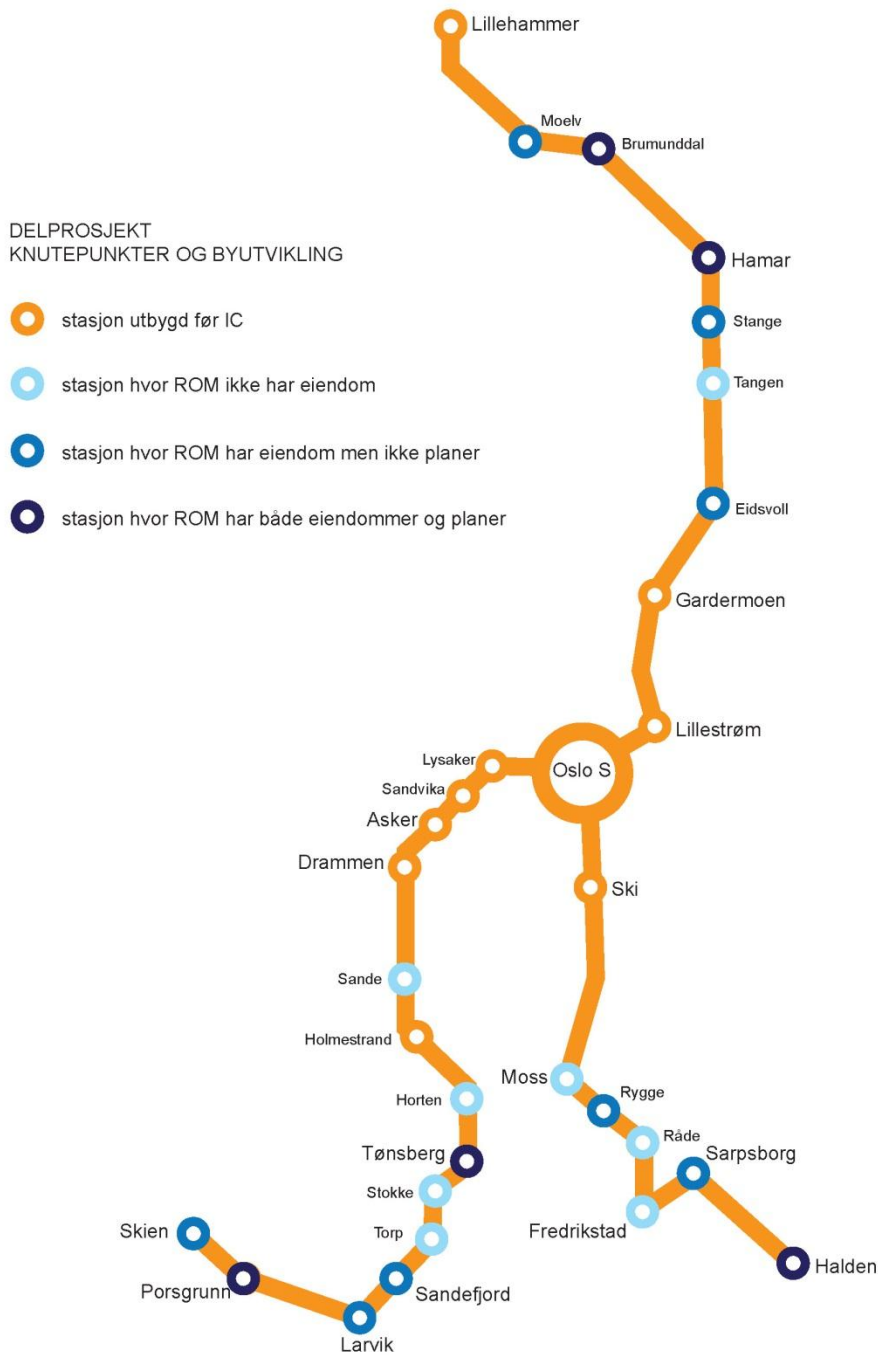 Lillehammer
Moelv
Brumunddal
DELPROSJEKT
KNUTEPUNKTER OG BYUTVIKLING
stasjon utbygd før IC
stasjon hvor ROM ikke har eiendom
stasjon hvor ROM har eiendom men ikke planer
stasjon hvor ROM har både eiendommer og planer
Hamar
Stange
Tangen
Eidsvoll
Gardermoen
Lillestrøm
Oslo S
Lysaker
Sandvika
Asker
Drammen
Ski
Sande
Holmestrand
Horten
Tønsberg
Stokke
Torp
Sandefjord
Larvik
Porsgrunn
Skien
Moss
Rygge
Råde
Sarpsborg
Fredrikstad
Halden